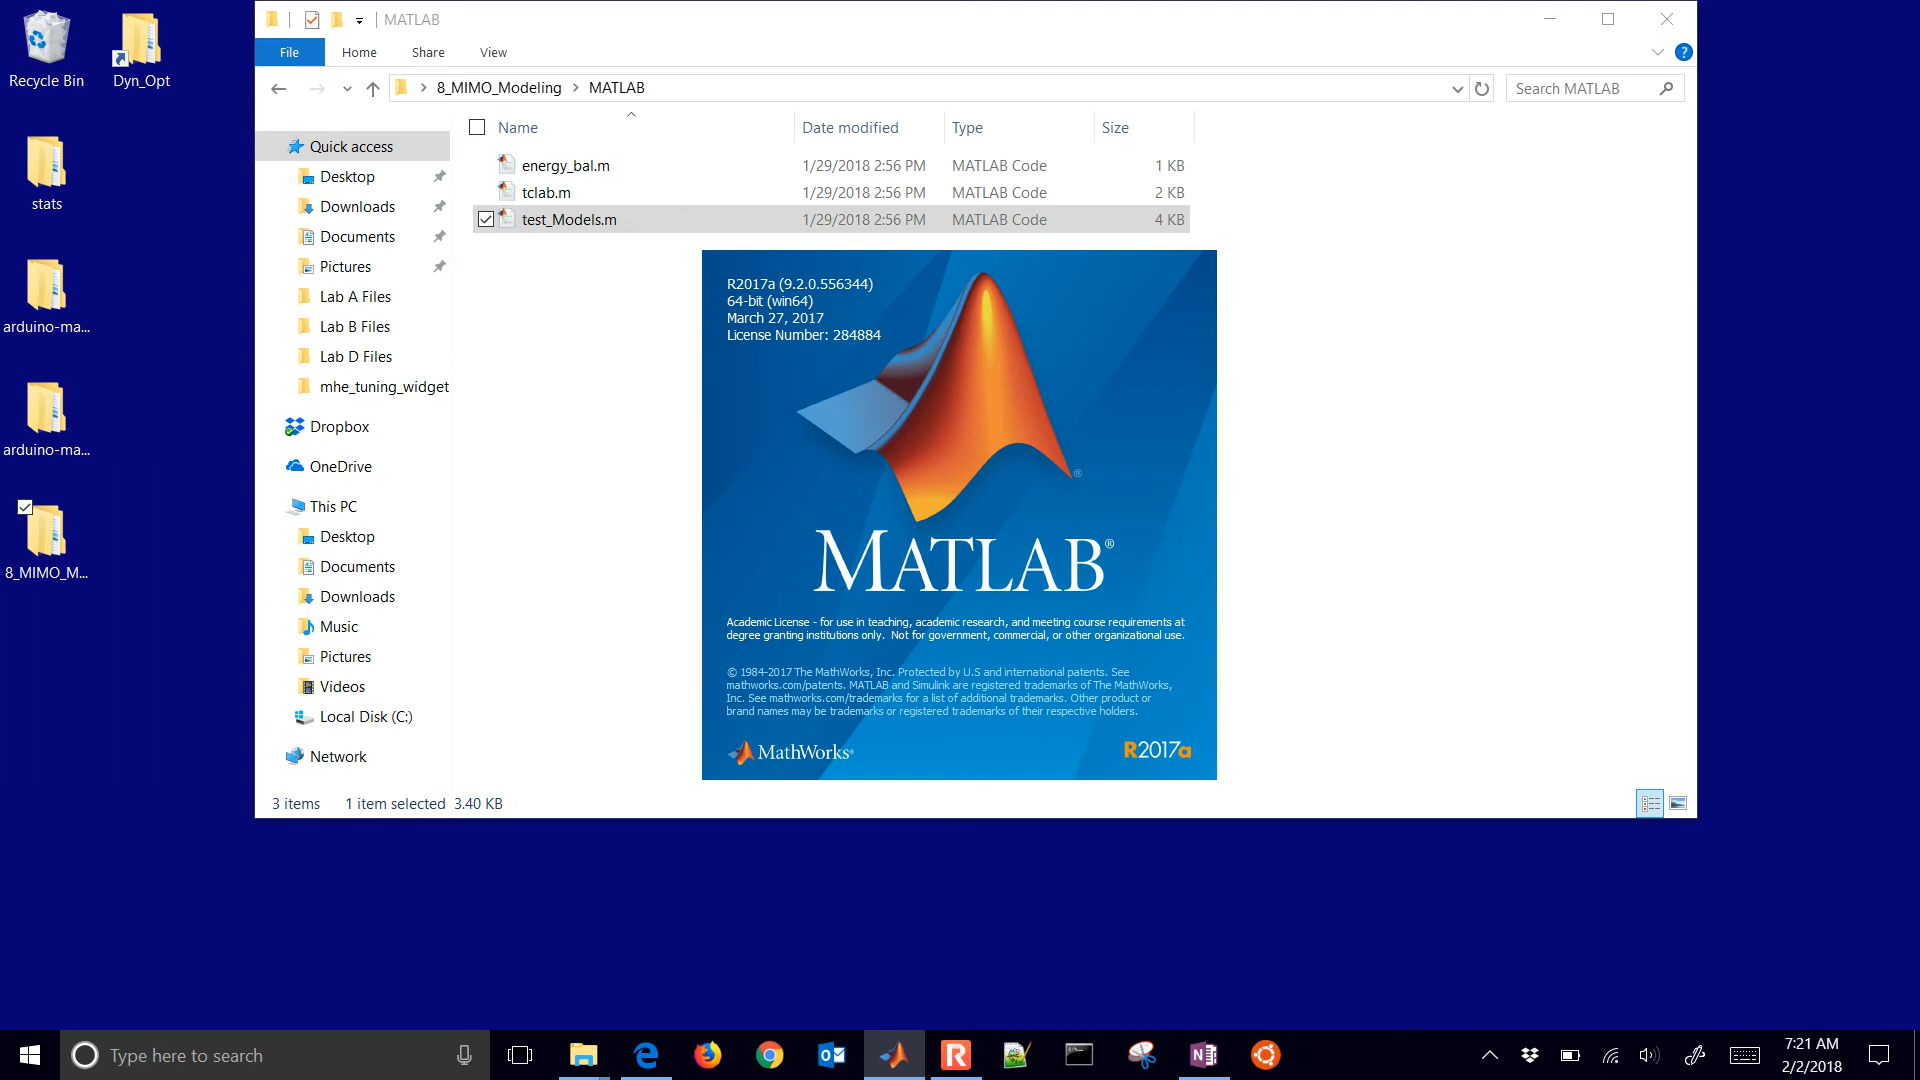 Recycle Bin
Dyn_Opt
stats
arduino-ma...
arduino-ma...
8_MIMO_M...
MATLAB
File
Home
Share
View
8_MIMO_Modeling
MATLAB
Search MATLAB
Quick access
Desktop
Downloads
Documents
Pictures
Lab A Files
Lab B Files
Lab D Files
mhe_tuning_widget
Dropbox
OneDrive
This PC
Desktop
Documents
Downloads
Music
Pictures
Videos
Local Disk (C:)
Network
Name Date modified Type Size
energy_bal.m 1/29/2018 2:56 PM MATLAB Code 1 KB
tclab.m 1/29/2018 2:56 PM MATLAB Code 2 KB
test_Models.m 1/29/2018 2:56 PM MATLAB Code 4 KB
R2017a (9.2.0.556344)
64-bit (win64)
March 27, 2017
License Number: 284884
®
MATLAB®
Academic License - for use in teaching, academic research, and meeting course requirements at
degree granting institutions only. Not for government, commercial, or other organizational use.
© 1984-2017 The MathWorks, Inc. Protected by U.S and international patents. See
mathworks.com/patents. MATLAB and Simulink are registered trademarks of The MathWorks,
Inc. See mathworks.com/trademarks for a list of additional trademarks. Other product or
brand names may be trademarks or registered trademarks of their respective holders.
MathWorks®
R2017a
3 items 1 item selected 3.40 KB
Type here to search
7:21 AM
2/2/2018